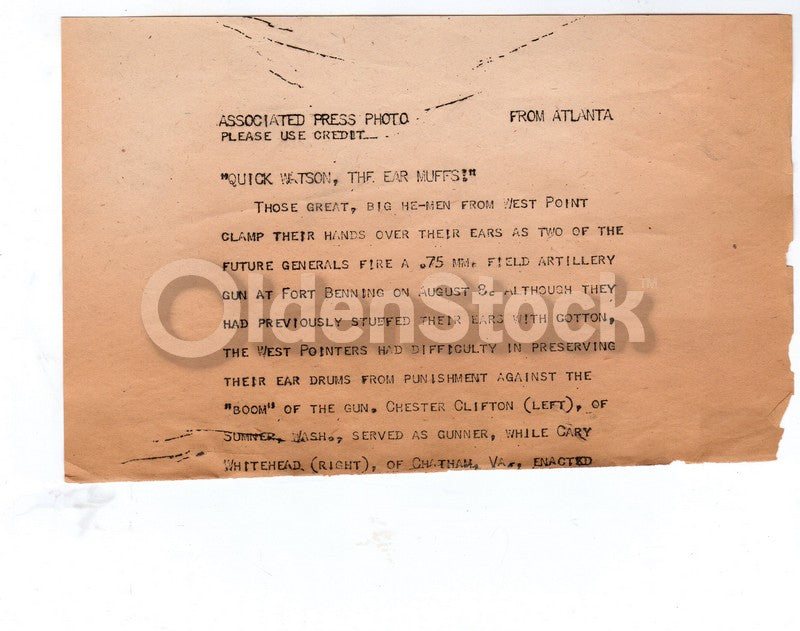 ASSOCIATED PRESS PHOTO FROM ATLANTA
PLEASE USE CREDIT__
"QUICK WATSON, THE EAR MUFFS!"
THOSE GREAT, BIG HE-MEN FROM WEST POINT
CLAMP THEIR HANDS OVER THEIR EARS AS TWO OF THE
FUTURE GENERALS FIRE A .75 MM. FIELD ARTILLERY
GUN AT FORT BENNING ON AUGUST 8. ALTHOUGH THEY
OldenStock™
HAD PREVIOUSLY STUFFED THEIR EARS WITH COTTON,
THE WEST POINTERS HAD DIFFICULTY IN PRESERVING
THEIR EAR DRUMS FROM PUNISHMENT AGAINST THE
"BOOM" OF THE GUN. CHESTER CLIFTON (LEFT), OF
SUMNER, WASH., SERVED AS GUNNER, WHILE CARY
WHITEHEAD (RIGHT), OF CHATHAM, VA., ENACTED